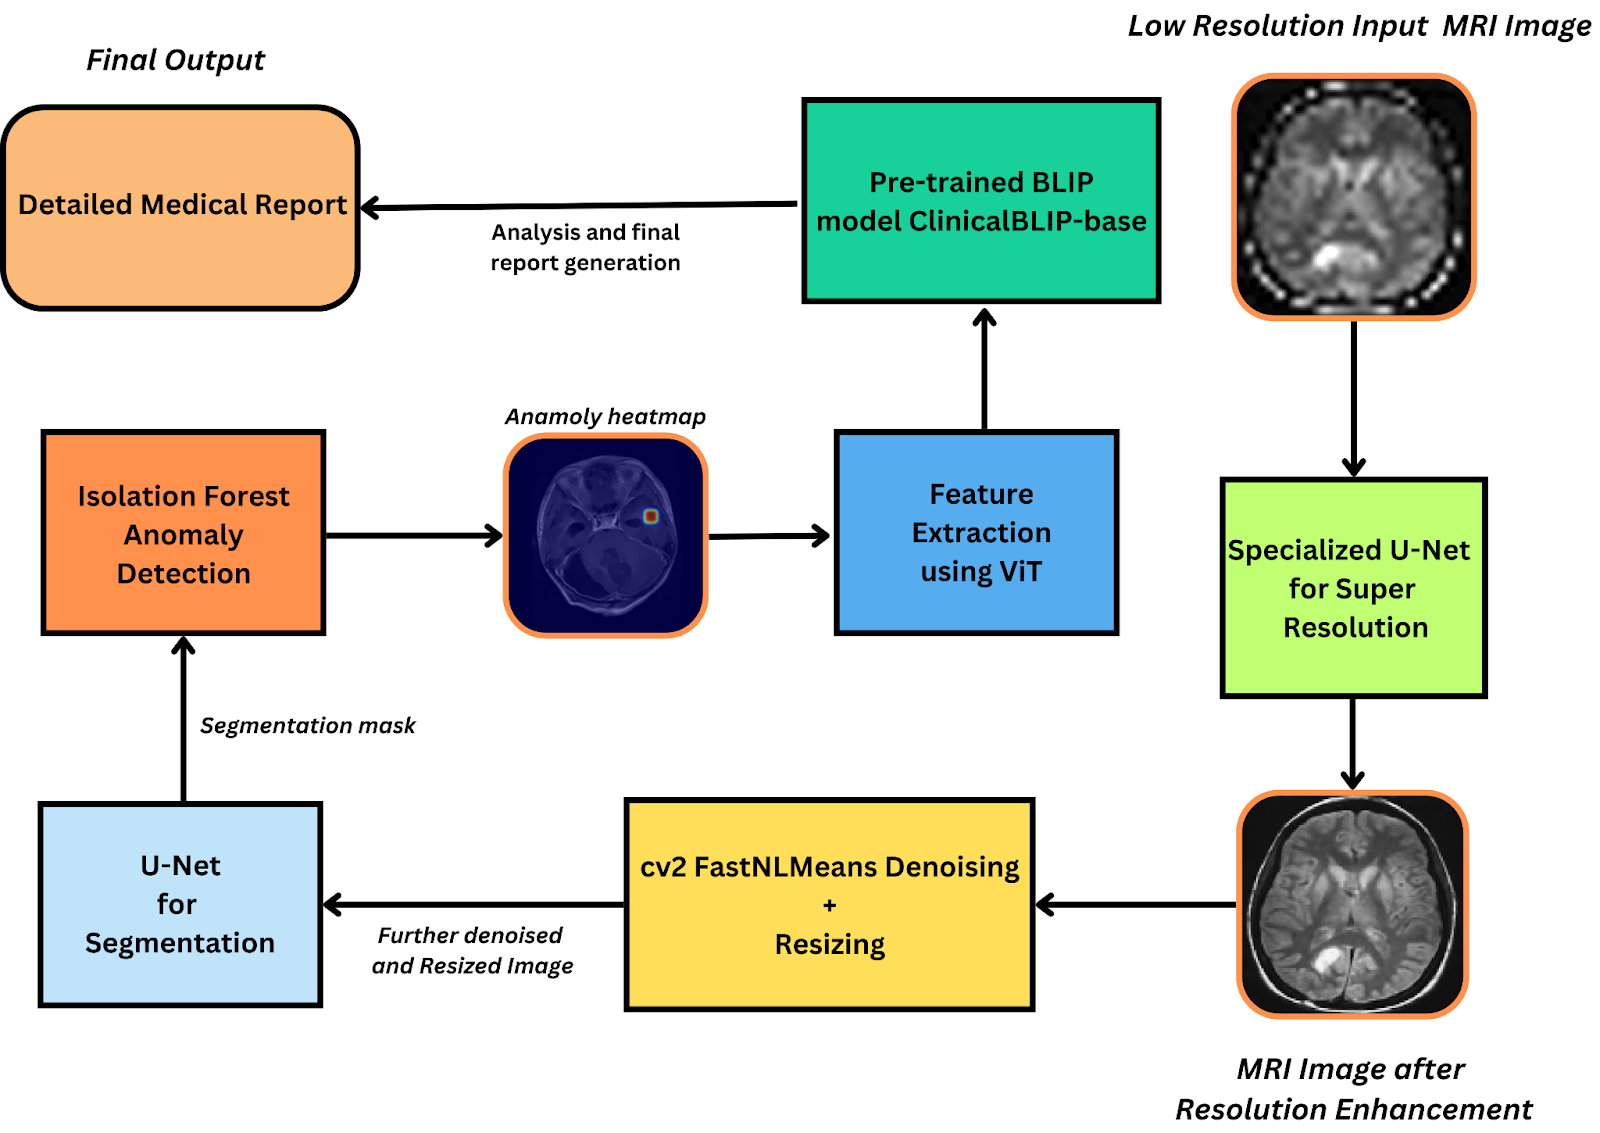 Low Resolution Input MRI Image
Final Output
Detailed Medical Report
Pre-trained BLIP
model ClinicalBLIP-base
Analysis and final
report generation
Anamoly heatmap
Isolation Forest
Anomaly
Detection
Feature
Extraction
using ViT
Specialized U-Net
for Super
Resolution
Segmentation mask
U-Net
for
Segmentation
Further denoised
and Resized Image
cv2 FastNLMeans Denoising
+
Resizing
MRI Image after
Resolution Enhancement